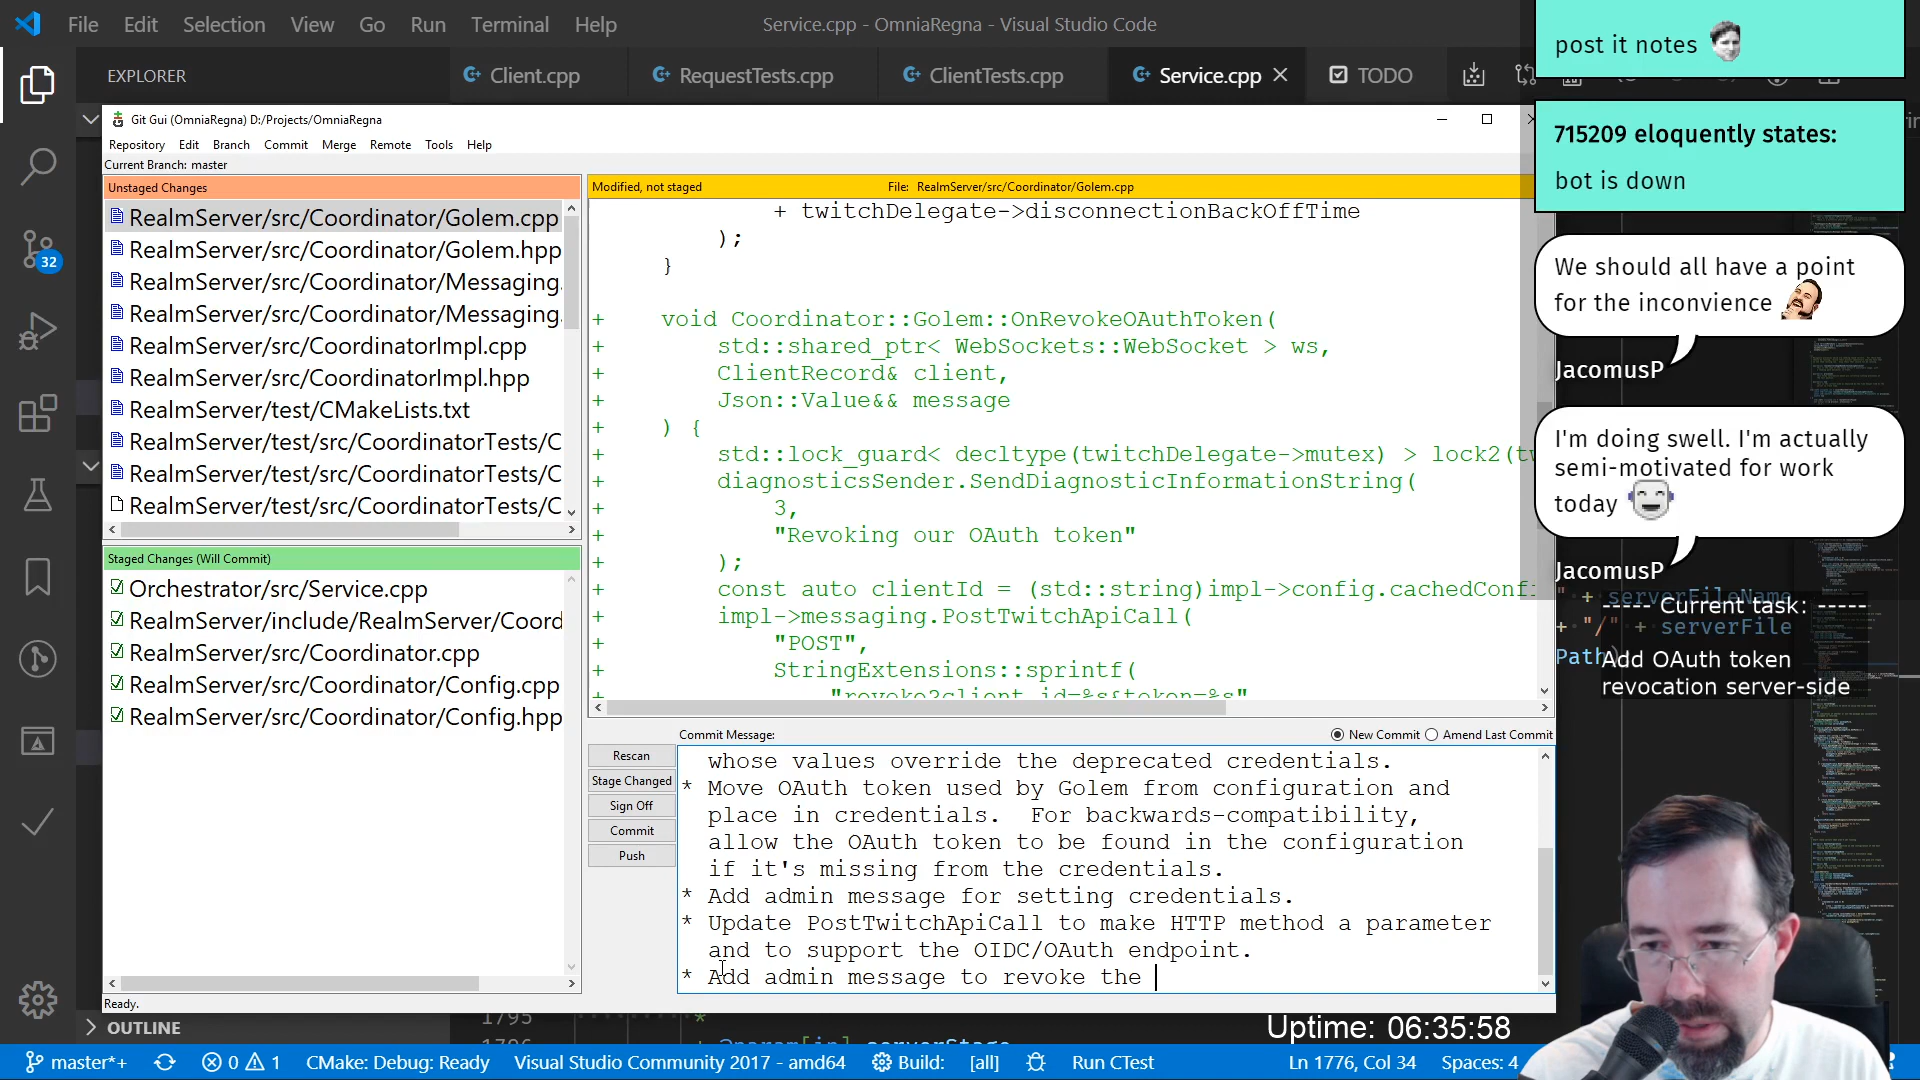 File Edit Selection View Go Run Terminal Help
Service.cpp - OmniaRegna - Visual Studio Code
EXPLORER
Client.cpp RequestTests.cpp ClientTests.cpp Service.cpp TODO
Git Gui (OmniaRegna) D:/Projects/OmniaRegna
Repository Edit Branch Commit Merge Remote Tools Help
Current Branch: master
Unstaged Changes
RealmServer/src/Coordinator/Golem.cpp
RealmServer/src/Coordinator/Golem.hpp
RealmServer/src/Coordinator/Messaging.
RealmServer/src/Coordinator/Messaging.
RealmServer/src/CoordinatorImpl.cpp
RealmServer/src/CoordinatorImpl.hpp
RealmServer/test/CMakeLists.txt
RealmServer/test/src/CoordinatorTests/C
RealmServer/test/src/CoordinatorTests/C
RealmServer/test/src/CoordinatorTests/C
Staged Changes (Will Commit)
Orchestrator/src/Service.cpp
RealmServer/include/RealmServer/Coord
RealmServer/src/Coordinator.cpp
RealmServer/src/Coordinator/Config.cpp
RealmServer/src/Coordinator/Config.hpp
Ready.
Modified, not staged File: RealmServer/src/Coordinator/Golem.cpp
+ twitchDelegate->disconnectionBackOffTime
);
}
+ void Coordinator::Golem::OnRevokeOAuthToken(
+ std::shared_ptr< WebSockets::WebSocket > ws,
+ ClientRecord& client,
+ Json::Value&& message
+ ) {
+ std::lock_guard< decltype(twitchDelegate->mutex) > lock2(tw
+ diagnosticsSender.SendDiagnosticInformationString(
+ 3,
+ "Revoking our OAuth token"
+ );
+ const auto clientId = (std::string)impl->config.cachedConfi
+ impl->messaging.PostTwitchApiCall(
+ "POST",
+ StringExtensions::sprintf(
+ "revoke?client_id=%s&token=%s"
Commit Message:
New Commit Amend Last Commit
Rescan
Stage Changed
Sign Off
Commit
Push
whose values override the deprecated credentials.
* Move OAuth token used by Golem from configuration and
place in credentials.  For backwards-compatibility,
allow the OAuth token to be found in the configuration
if it's missing from the credentials.
* Add admin message for setting credentials.
* Update PostTwitchApiCall to make HTTP method a parameter
and to support the OIDC/OAuth endpoint.
* Add admin message to revoke the
post it notes
715209 eloquently states:
bot is down
We should all have a point
for the inconvience
JacomusP
I'm doing swell. I'm actually
semi-motivated for work
today
JacomusP
" + serverFileName
+ "/" + serverFile
Path
----- Current task: -----
Add OAuth token
revocation server-side
32
OUTLINE
1795 *
Uptime: 06:35:58
master*+ 0 1 CMake: Debug: Ready Visual Studio Community 2017 - amd64 Build: [all] Run CTest Ln 1776, Col 34 Spaces: 4